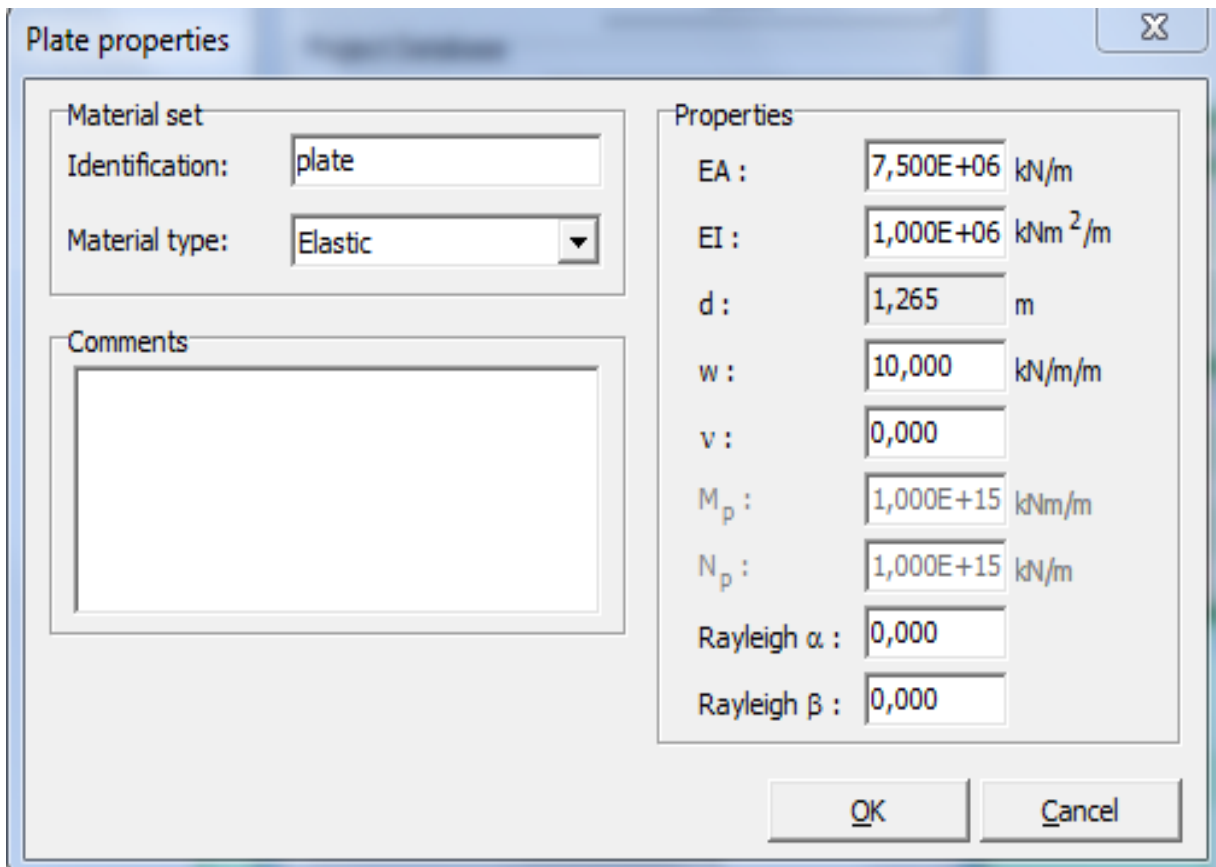 Plate properties
Material set
Identification: plate
Material type: Elastic
Comments
Properties
EA : 7,500E+06 kN/m
EI : 1,000E+06 kNm²/m
d : 1,265 m
w : 10,000 kN/m/m
ν : 0,000
Mₚ : 1,000E+15 kNm/m
Nₚ : 1,000E+15 kN/m
Rayleigh α : 0,000
Rayleigh β : 0,000
OK
Cancel